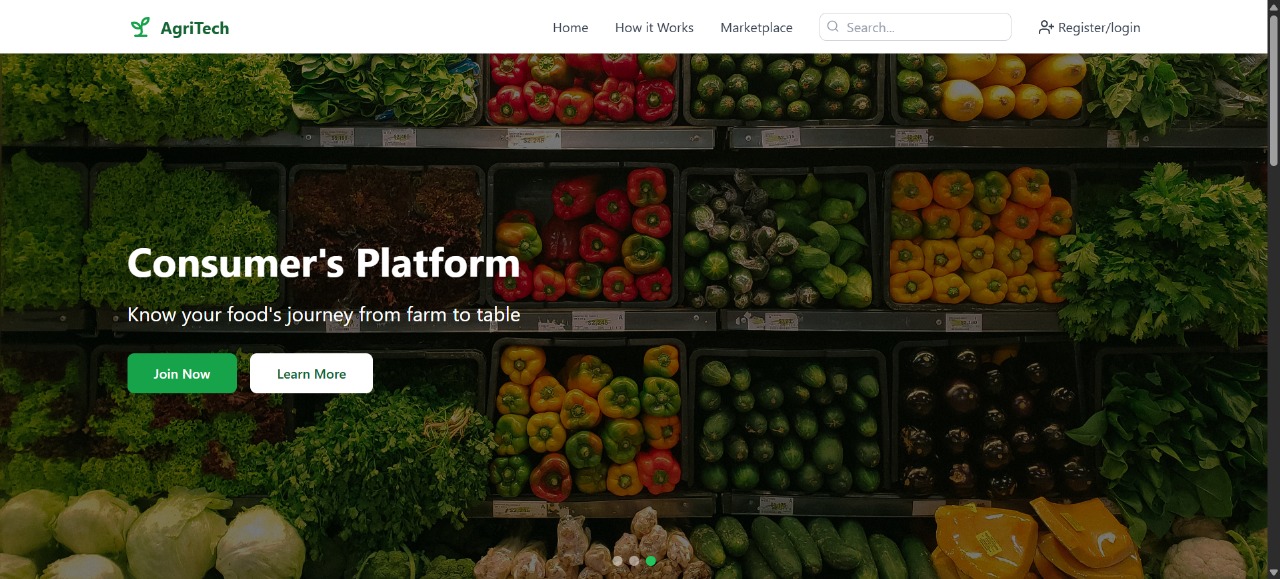 AgriTech
Home
How it Works
Marketplace
Search...
Register/login
Consumer's Platform
Know your food's journey from farm to table
Join Now
Learn More